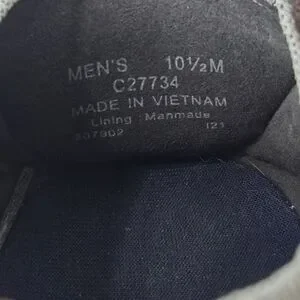 MEN'S 10½M
C27734
MADE IN VIETNAM
Lining : Manmade